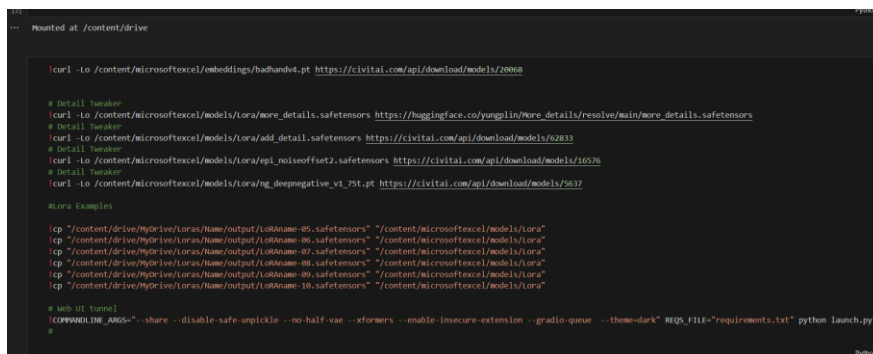 [2]
Pytho
... Mounted at /content/drive
!curl -Lo /content/microsoftexcel/embeddings/badhandv4.pt https://civitai.com/api/download/models/20068
# Detail Tweaker
!curl -Lo /content/microsoftexcel/models/Lora/more_details.safetensors https://huggingface.co/yungplin/More_details/resolve/main/more_details.safetensors
# Detail Tweaker
!curl -Lo /content/microsoftexcel/models/Lora/add_detail.safetensors https://civitai.com/api/download/models/62833
# Detail Tweaker
!curl -Lo /content/microsoftexcel/models/Lora/epi_noiseoffset2.safetensors https://civitai.com/api/download/models/16576
# Detail Tweaker
!curl -Lo /content/microsoftexcel/models/Lora/ng_deepnegative_v1_75t.pt https://civitai.com/api/download/models/5637
#Lora Examples
!cp "/content/drive/MyDrive/Loras/Name/output/LoRAname-05.safetensors" "/content/microsoftexcel/models/Lora"
!cp "/content/drive/MyDrive/Loras/Name/output/LoRAname-06.safetensors" "/content/microsoftexcel/models/Lora"
!cp "/content/drive/MyDrive/Loras/Name/output/LoRAname-07.safetensors" "/content/microsoftexcel/models/Lora"
!cp "/content/drive/MyDrive/Loras/Name/output/LoRAname-08.safetensors" "/content/microsoftexcel/models/Lora"
!cp "/content/drive/MyDrive/Loras/Name/output/LoRAname-09.safetensors" "/content/microsoftexcel/models/Lora"
!cp "/content/drive/MyDrive/Loras/Name/output/LoRAname-10.safetensors" "/content/microsoftexcel/models/Lora"
# Web UI tunnel
!COMMANDLINE_ARGS="--share --disable-safe-unpickle --no-half-vae --xformers --enable-insecure-extension --gradio-queue --theme=dark" REQS_FILE="requirements.txt" python launch.py
#
Pytho